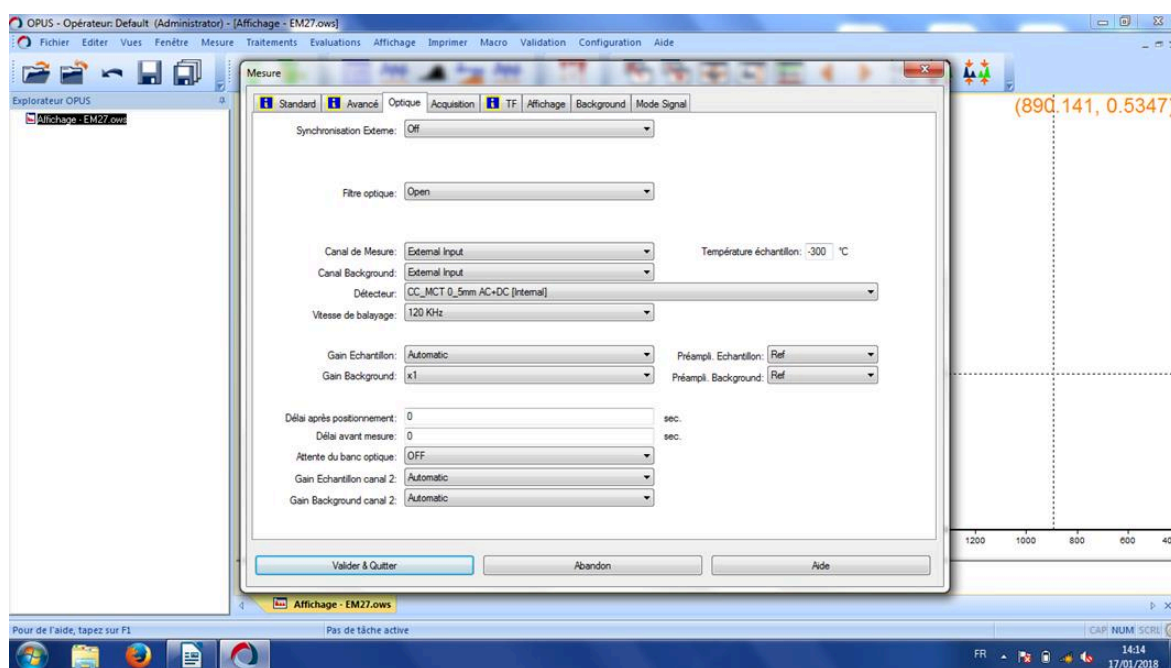 OPUS - Opérateur: Default (Administrator) - [Affichage - EM27.ows]
Fichier Editer Vues Fenêtre Mesure Traitements Evaluations Affichage Imprimer Macro Validation Configuration Aide
Explorateur OPUS
Affichage - EM27.ows
Mesure
Standard Avancé Optique Acquisition TF Affichage Background Mode Signal
(890.141, 0.5347)
Synchronisation Externe: Off
Filtre optique: Open
Canal de Mesure: External Input Température échantillon: -300 °C
Canal Background: External Input
Détecteur: CC_MCT 0_5mm AC+DC [Internal]
Vitesse de balayage: 120 KHz
Gain Echantillon: Automatic Préampli. Echantillon: Ref
Gain Background: x1 Préampli. Background: Ref
Délai après positionnement: 0 sec.
Délai avant mesure: 0 sec.
Attente du banc optique: OFF
Gain Echantillon canal 2: Automatic
Gain Background canal 2: Automatic
1200 1000 800 600 40
Valider & Quitter Abandon Aide
Affichage - EM27.ows
Pour de l'aide, tapez sur F1 Pas de tâche active CAP NUM SCRL
FR 14:14
17/01/2018